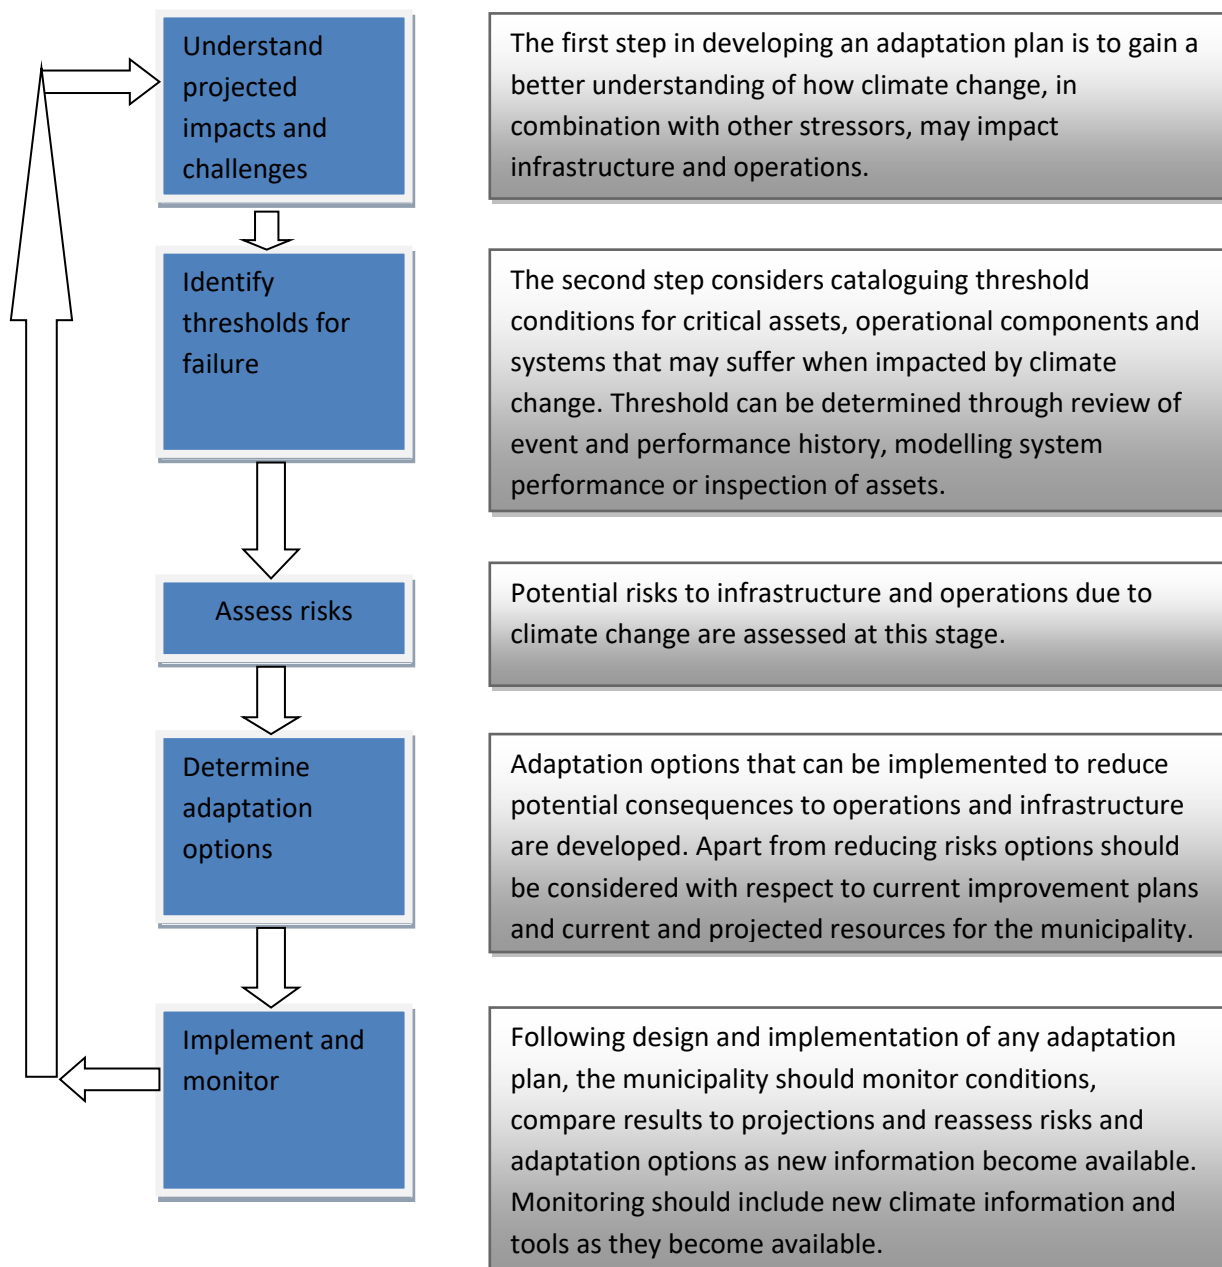 Understand
projected
impacts and
challenges
The first step in developing an adaptation plan is to gain a
better understanding of how climate change, in
combination with other stressors, may impact
infrastructure and operations.
Identify
thresholds for
failure
The second step considers cataloguing threshold
conditions for critical assets, operational components and
systems that may suffer when impacted by climate
change. Threshold can be determined through review of
event and performance history, modelling system
performance or inspection of assets.
Assess risks
Potential risks to infrastructure and operations due to
climate change are assessed at this stage.
Determine
adaptation
options
Adaptation options that can be implemented to reduce
potential consequences to operations and infrastructure
are developed. Apart from reducing risks options should
be considered with respect to current improvement plans
and current and projected resources for the municipality.
Implement and
monitor
Following design and implementation of any adaptation
plan, the municipality should monitor conditions,
compare results to projections and reassess risks and
adaptation options as new information become available.
Monitoring should include new climate information and
tools as they become available.